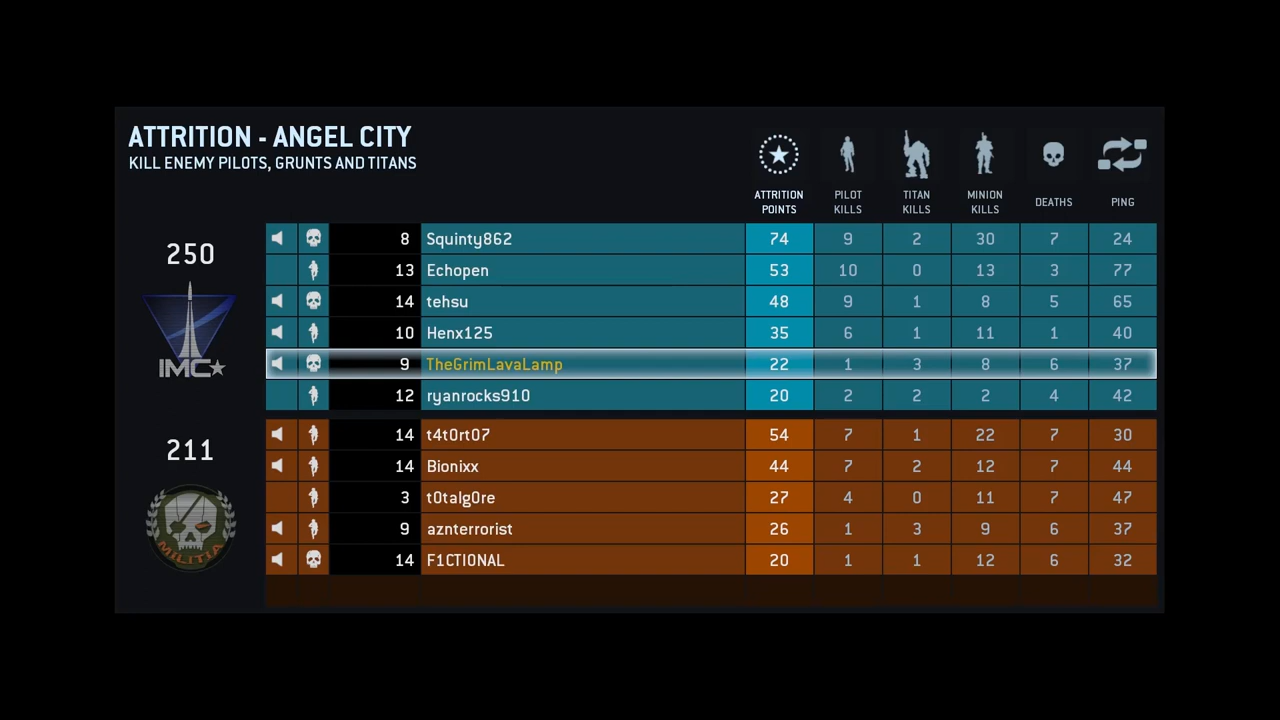 ATTRITION - ANGEL CITY
KILL ENEMY PILOTS, GRUNTS AND TITANS
ATTRITION POINTS PILOT KILLS TITAN KILLS MINION KILLS DEATHS PING
250
IMC
8 Squinty862 74 9 2 30 7 24
13 Echopen 53 10 0 13 3 77
14 tehsu 48 9 1 8 5 65
10 Henx125 35 6 1 11 1 40
9 TheGrimLavaLamp 22 1 3 8 6 37
12 ryanrocks910 20 2 2 2 4 42
211
MILITIA
14 t4t0rt07 54 7 1 22 7 30
14 Bionixx 44 7 2 12 7 44
3 t0talg0re 27 4 0 11 7 47
9 aznterrorist 26 1 3 9 6 37
14 F1CTIONAL 20 1 1 12 6 32